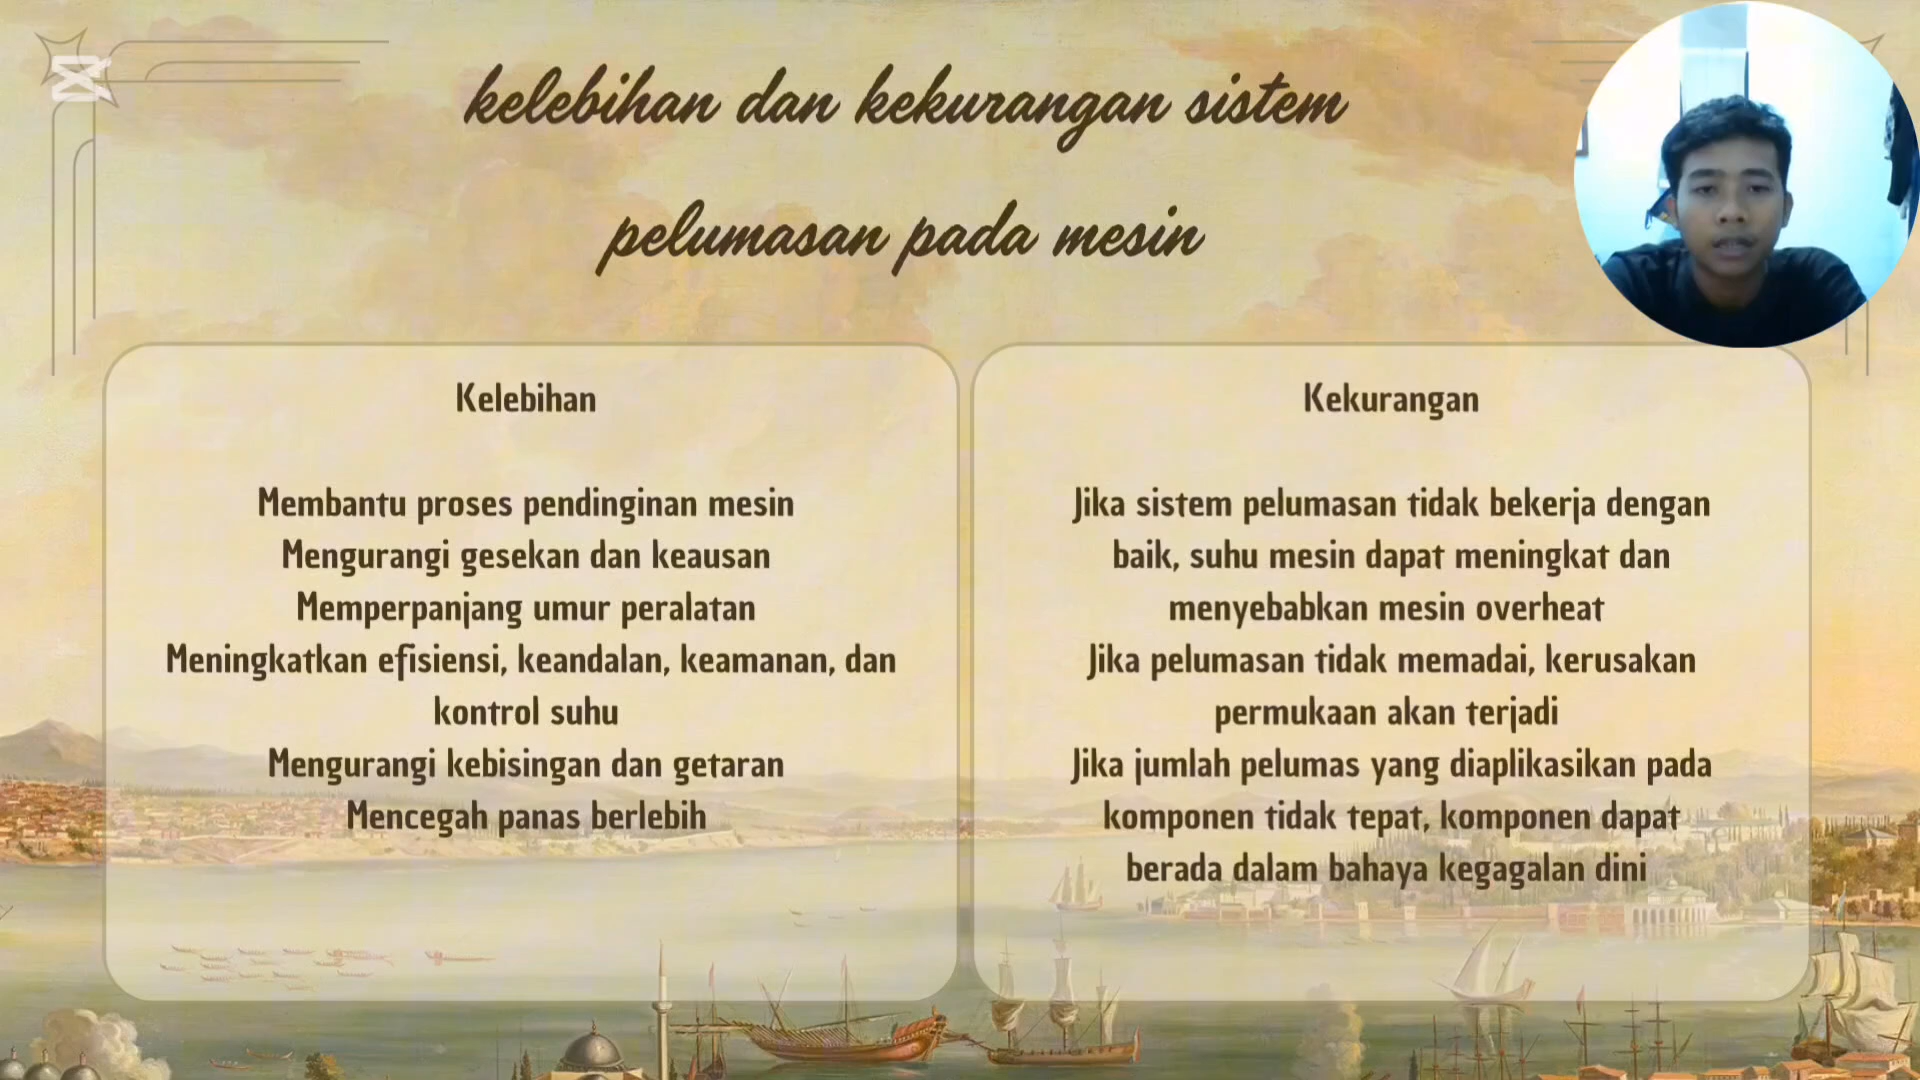 kelebihan dan kekurangan sistem
pelumasan pada mesin
Kelebihan
Membantu proses pendinginan mesin
Mengurangi gesekan dan keausan
Memperpanjang umur peralatan
Meningkatkan efisiensi, keandalan, keamanan, dan
kontrol suhu
Mengurangi kebisingan dan getaran
Mencegah panas berlebih
Kekurangan
Jika sistem pelumasan tidak bekerja dengan
baik, suhu mesin dapat meningkat dan
menyebabkan mesin overheat
Jika pelumasan tidak memadai, kerusakan
permukaan akan terjadi
Jika jumlah pelumas yang diaplikasikan pada
komponen tidak tepat, komponen dapat
berada dalam bahaya kegagalan dini